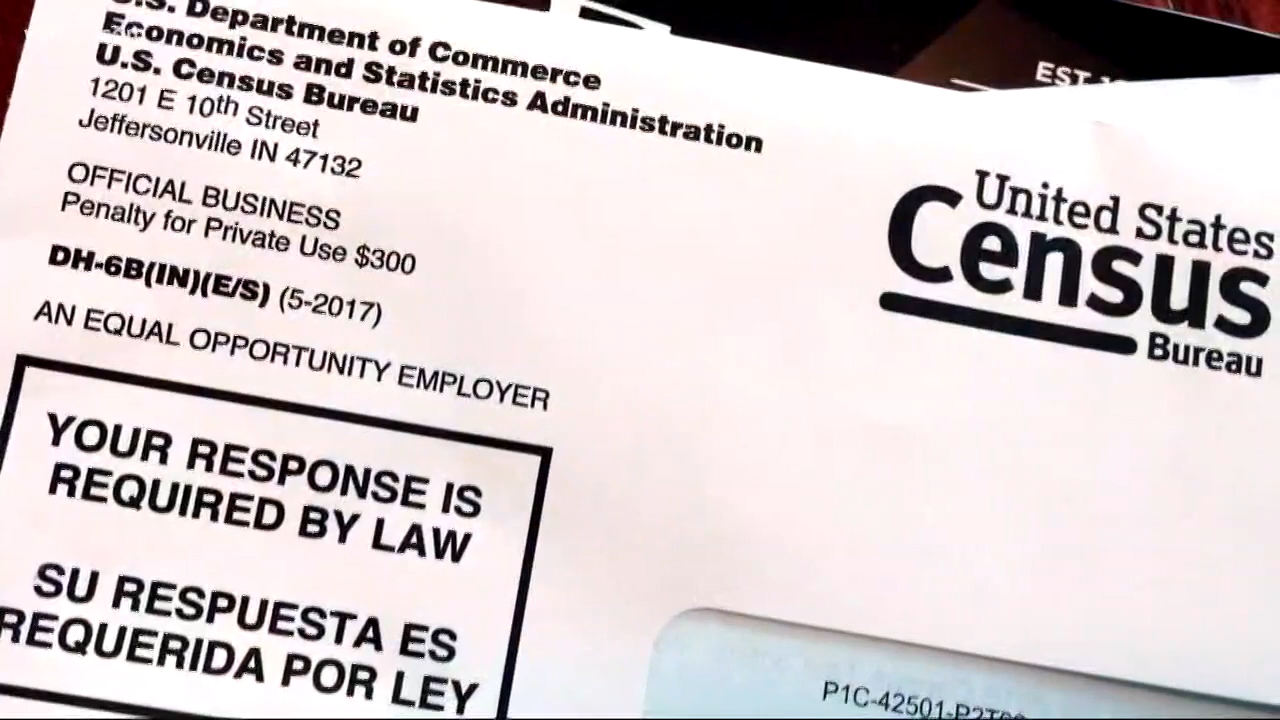 U.S. Department of Commerce
Economics and Statistics Administration
U.S. Census Bureau
1201 E 10th Street
Jeffersonville IN 47132
OFFICIAL BUSINESS
Penalty for Private Use $300
DH-6B(IN)(E/S) (5-2017)
AN EQUAL OPPORTUNITY EMPLOYER
YOUR RESPONSE IS
REQUIRED BY LAW
SU RESPUESTA ES
REQUERIDA POR LEY
EST
United States
Census
Bureau